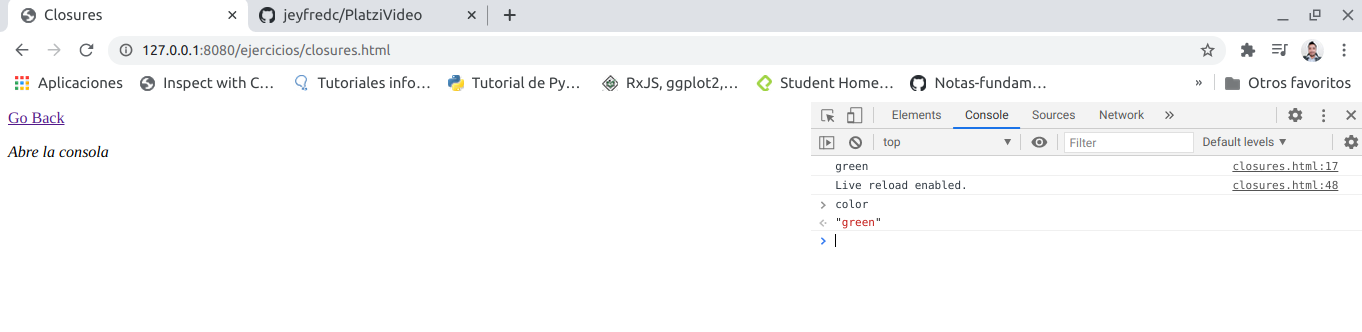 Closures
jeyfredc/PlatziVideo
127.0.0.1:8080/ejercicios/closures.html
Aplicaciones
Inspect with C…
Tutoriales info…
Tutorial de Py…
RxJS, ggplot2,…
Student Home…
Notas-fundam…
»
Otros favoritos
Go Back
Abre la consola
Elements
Console
Sources
Network
»
top
Filter
Default levels
green closures.html:17
Live reload enabled. closures.html:48
color
"green"